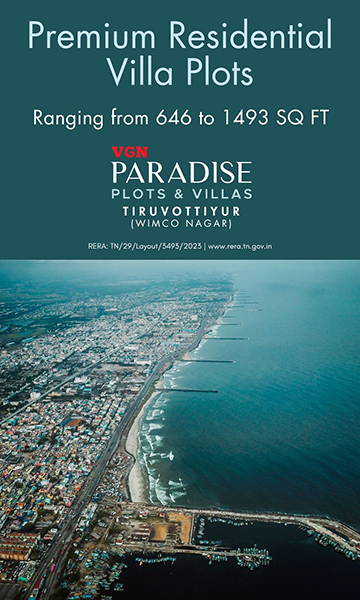 Premium Residential
Villa Plots
Ranging from 646 to 1493 SQ FT
VGN
PARADISE
PLOTS & VILLAS
TIRUVOTTIYUR
(WIMCO NAGAR)
RERA: TN/29/Layout/3493/2023 | www.rera.tn.gov.in